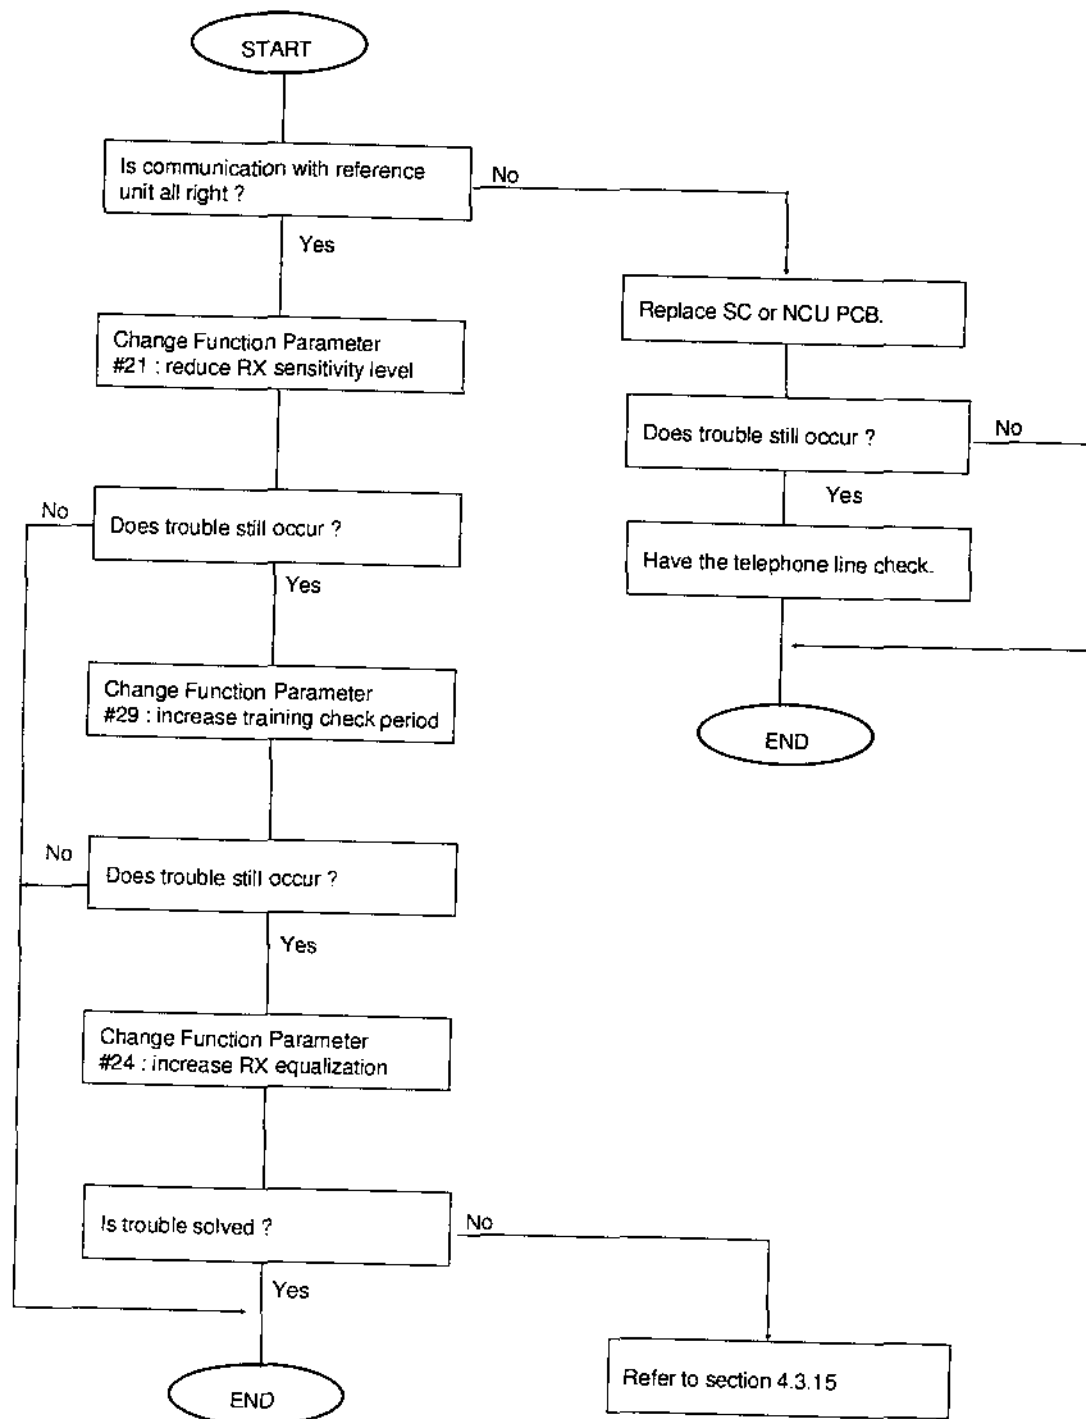 START
Is communication with reference
unit all right ?
No
Yes
Replace SC or NCU PCB.
Change Function Parameter
#21 : reduce RX sensitivity level
Does trouble still occur ?
No
Yes
No
Does trouble still occur ?
Yes
Have the telephone line check.
Change Function Parameter
#29 : increase training check period
END
No
Does trouble still occur ?
Yes
Change Function Parameter
#24 : increase RX equalization
Is trouble solved ?
No
Yes
Refer to section 4.3.15
END